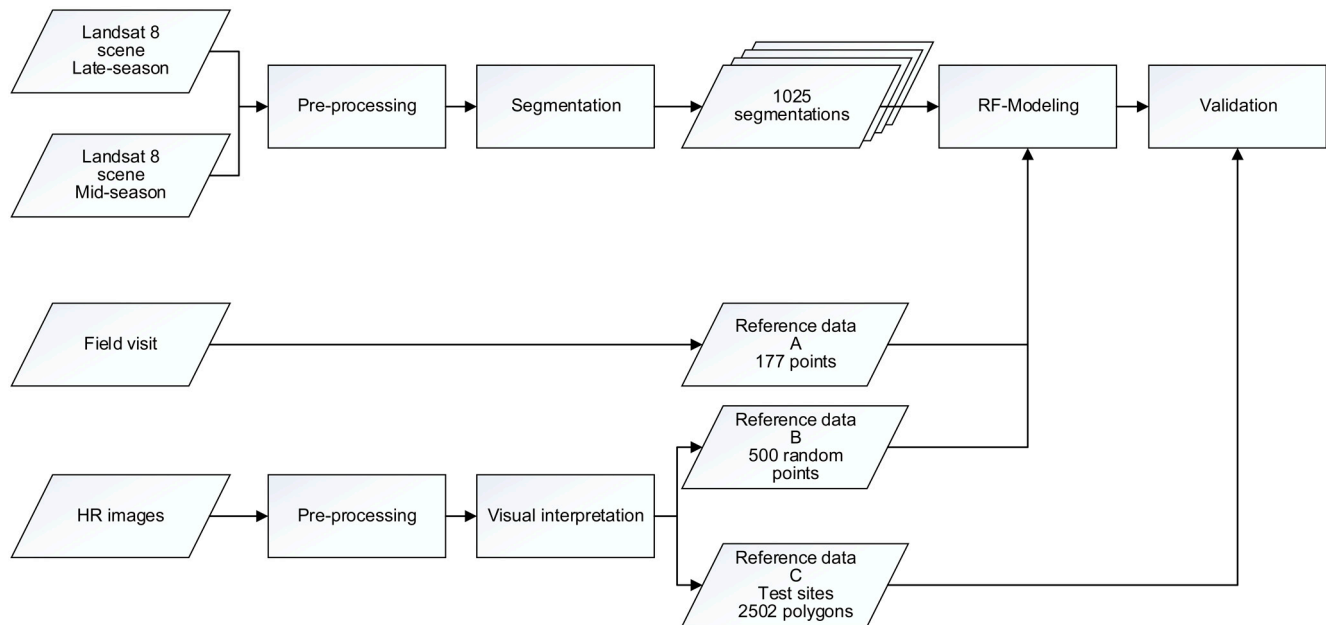 Landsat 8
scene
Late-season
Pre-processing
Segmentation
1025
segmentations
RF-Modeling
Validation
Landsat 8
scene
Mid-season
Field visit
Reference data
A
177 points
Reference data
B
500 random
points
HR images
Pre-processing
Visual interpretation
Reference data
C
Test sites
2502 polygons